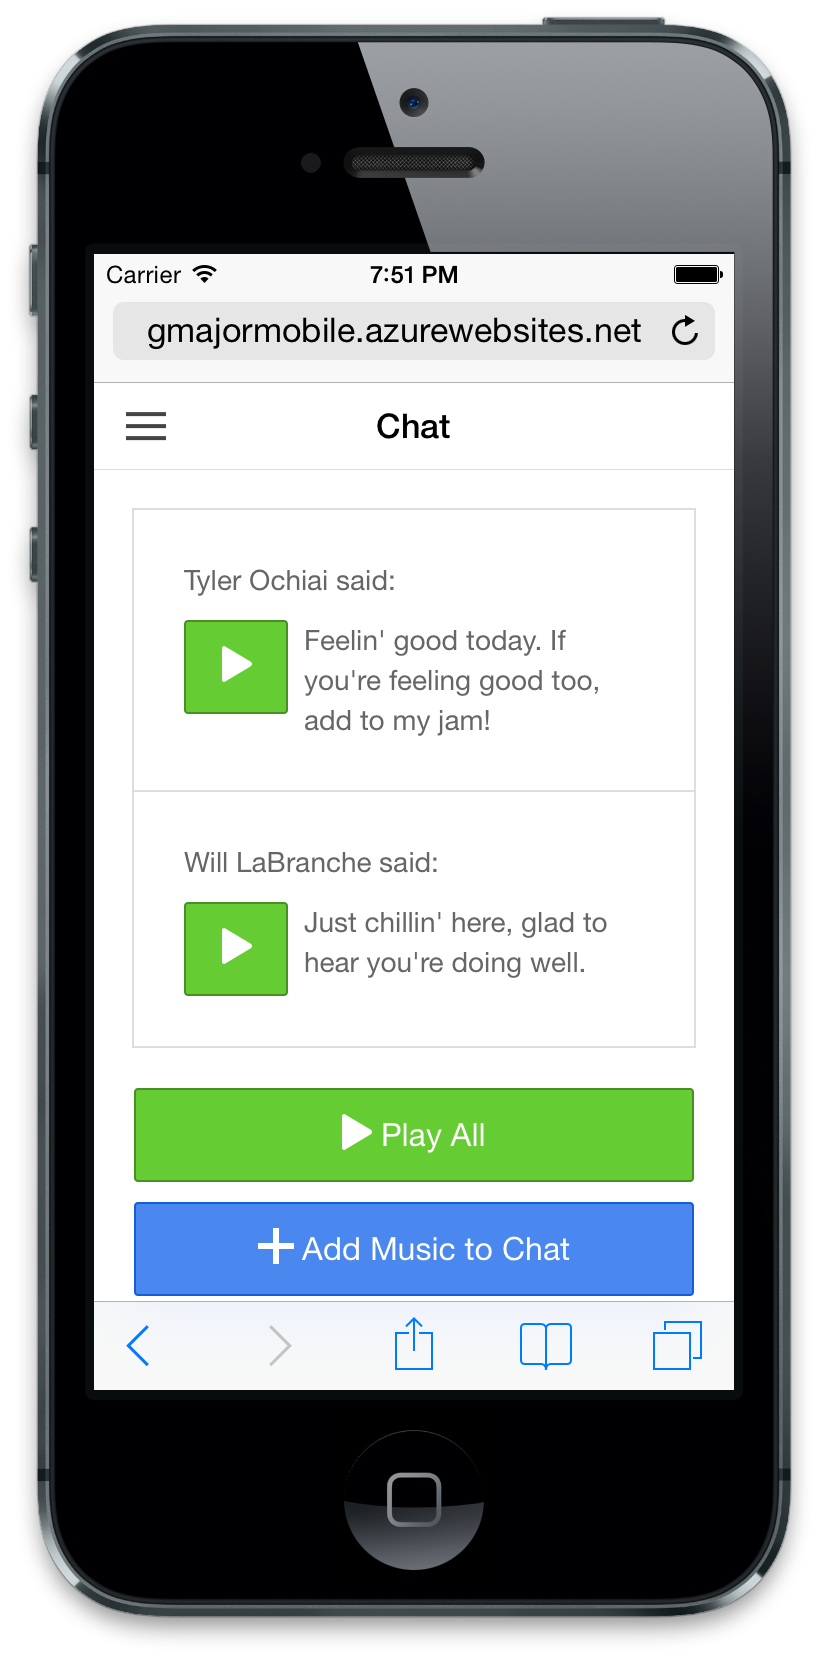 Carrier 7:51 PM
gmajormobile.azurewebsites.net
Chat
Tyler Ochiai said:
Feelin' good today. If
you're feeling good too,
add to my jam!
Will LaBranche said:
Just chillin' here, glad to
hear you're doing well.
Play All
Add Music to Chat